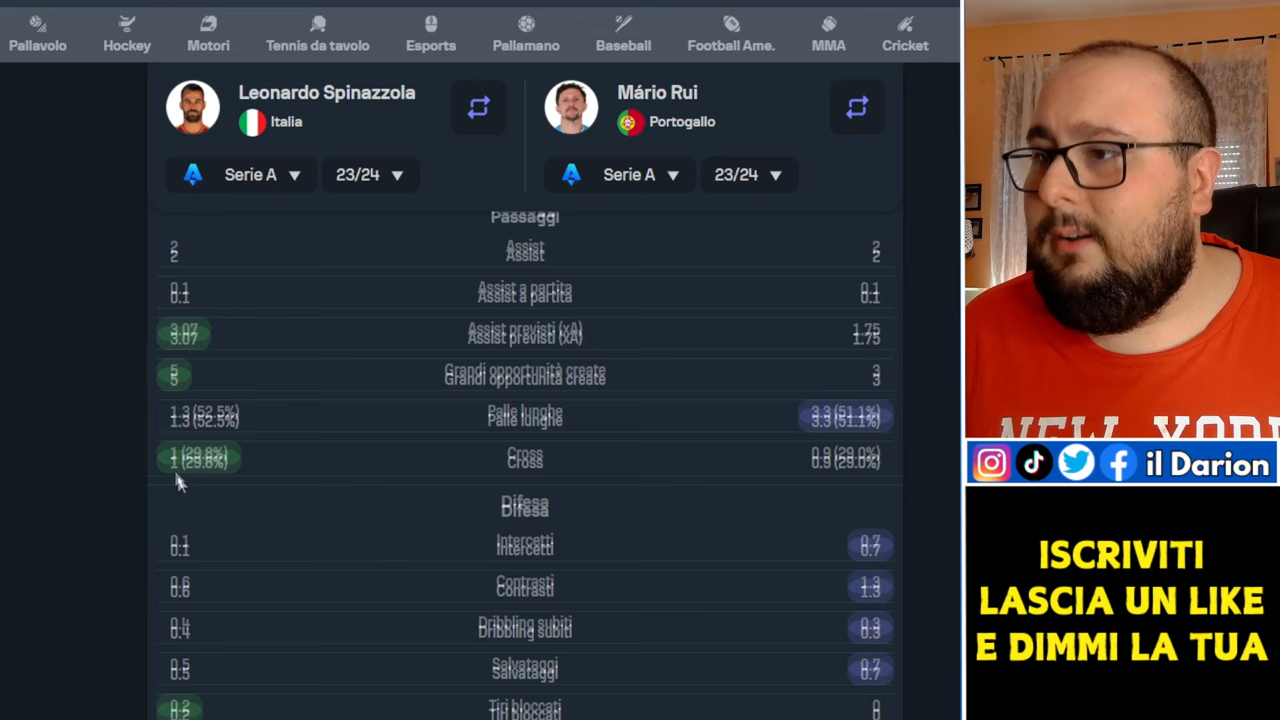 Pallavolo Hockey Motori Tennis da tavolo Esports Pallamano Baseball Football Ame. MMA Cricket
Leonardo Spinazzola
Italia
Mário Rui
Portogallo
Serie A 23/24
Serie A 23/24
Passaggi
2 Assist 2
0.1 Assist a partita 0.1
3.07 Assist previsti (xA) 1.75
5 Grandi opportunità create 3
1.3 (52.5%) Palle lunghe 3.3 (51.1%)
1 (29.8%) Cross 0.9 (29.0%)
Difesa
0.1 Intercetti 0.7
0.6 Contrasti 1.3
0.4 Dribbling subiti 0.3
0.5 Salvataggi 0.7
0.2 Tiri bloccati 0
NEW YORK
il Darion
ISCRIVITI
LASCIA UN LIKE
E DIMMI LA TUA